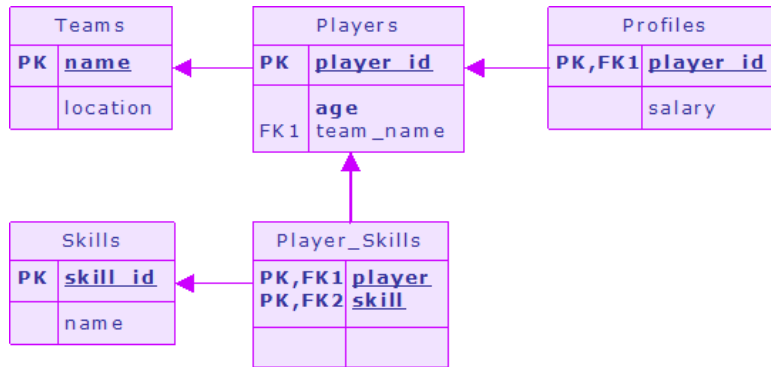 Teams
PK name
location
Players
PK player_id
age
FK1 team_name
Profiles
PK,FK1 player_id
salary
Skills
PK skill_id
name
Player_Skills
PK,FK1 player
PK,FK2 skill